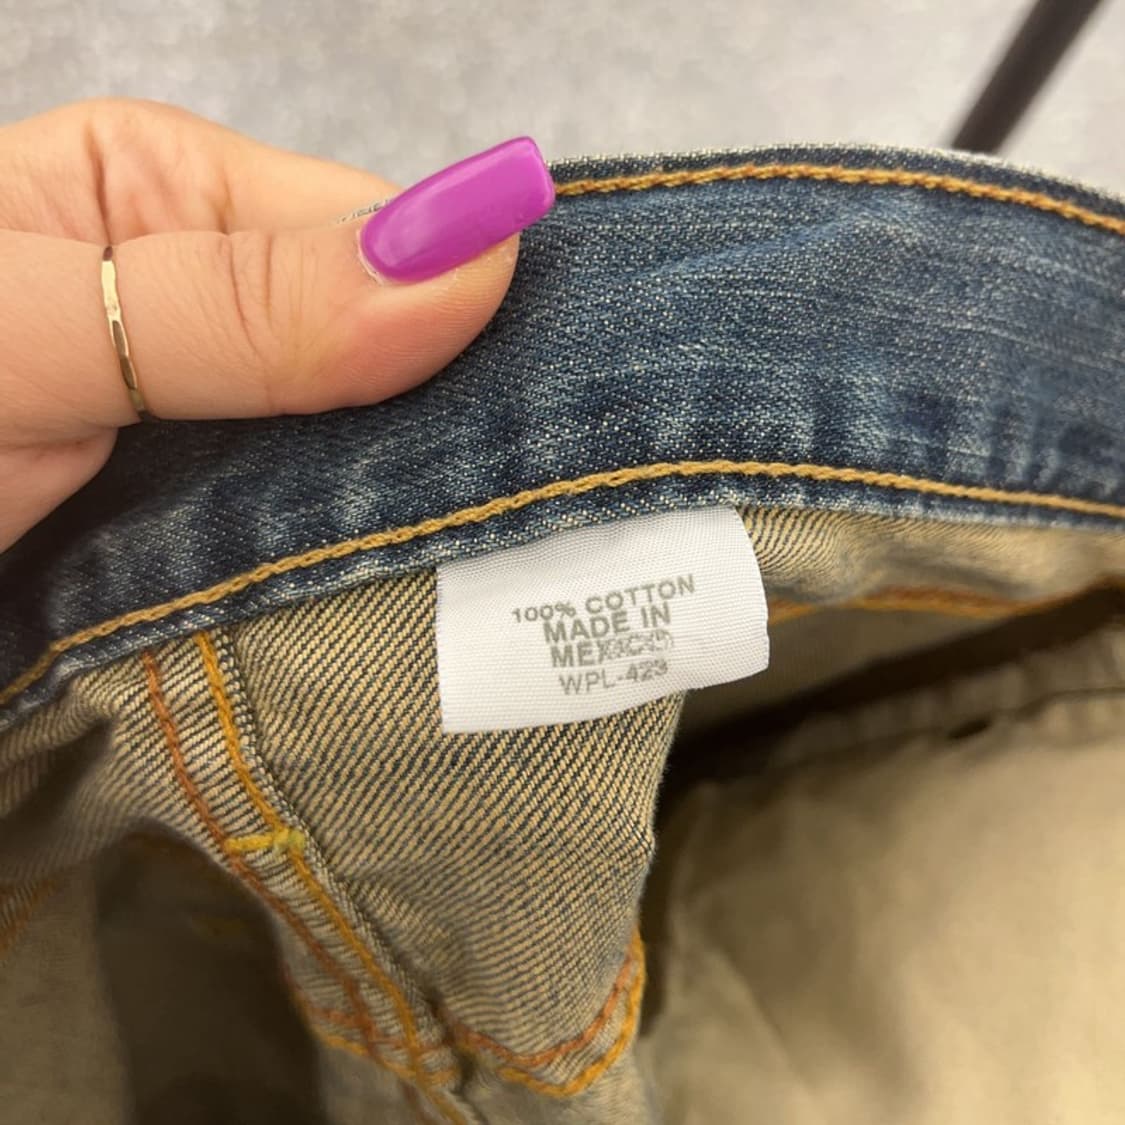 100% COTTON
MADE IN
MEXICO
WPL-423